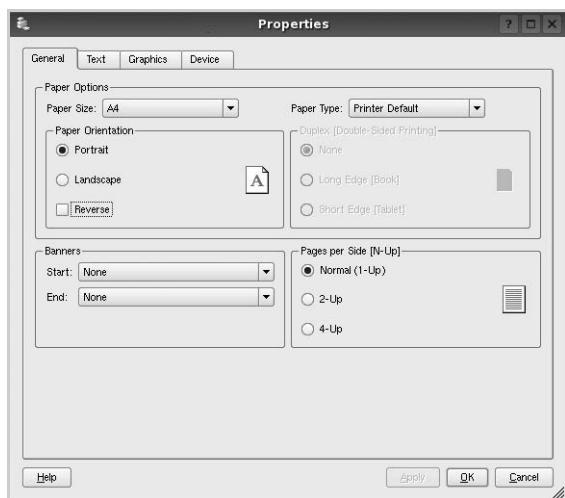 Properties
General Text Graphics Device
Paper Options
Paper Size: A4 Paper Type: Printer Default
Paper Orientation
Portrait
Landscape
Reverse
A
Duplex [Double-Sided Printing]
None
Long Edge [Book]
Short Edge [Tablet]
Banners
Start: None
End: None
Pages per Side [N-Up]
Normal (1-Up)
2-Up
4-Up
Help Apply OK Cancel